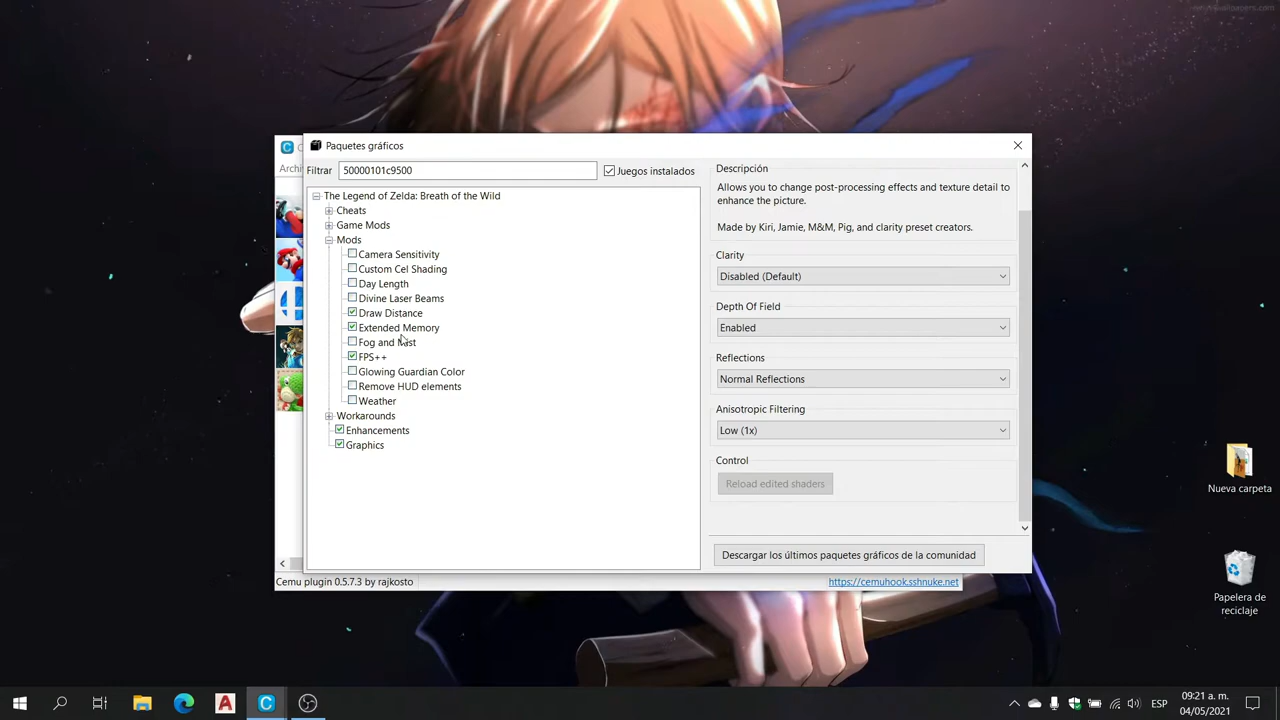 Paquetes gráficos
Archi
Filtrar
50000101c9500
Juegos instalados
The Legend of Zelda: Breath of the Wild
Cheats
Game Mods
Mods
Camera Sensitivity
Custom Cel Shading
Day Length
Divine Laser Beams
Draw Distance
Extended Memory
Fog and Mist
FPS++
Glowing Guardian Color
Remove HUD elements
Weather
Workarounds
Enhancements
Graphics
Descripción
Allows you to change post-processing effects and texture detail to
enhance the picture.
Made by Kiri, Jamie, M&M, Pig, and clarity preset creators.
Clarity
Disabled (Default)
Depth Of Field
Enabled
Reflections
Normal Reflections
Anisotropic Filtering
Low (1x)
Control
Reload edited shaders
Descargar los últimos paquetes gráficos de la comunidad
Cemu plugin 0.5.7.3 by rajkosto
https://cemuhook.sshnuke.net
Nueva carpeta
Papelera de
reciclaje
ESP
09:21 a. m.
04/05/2021